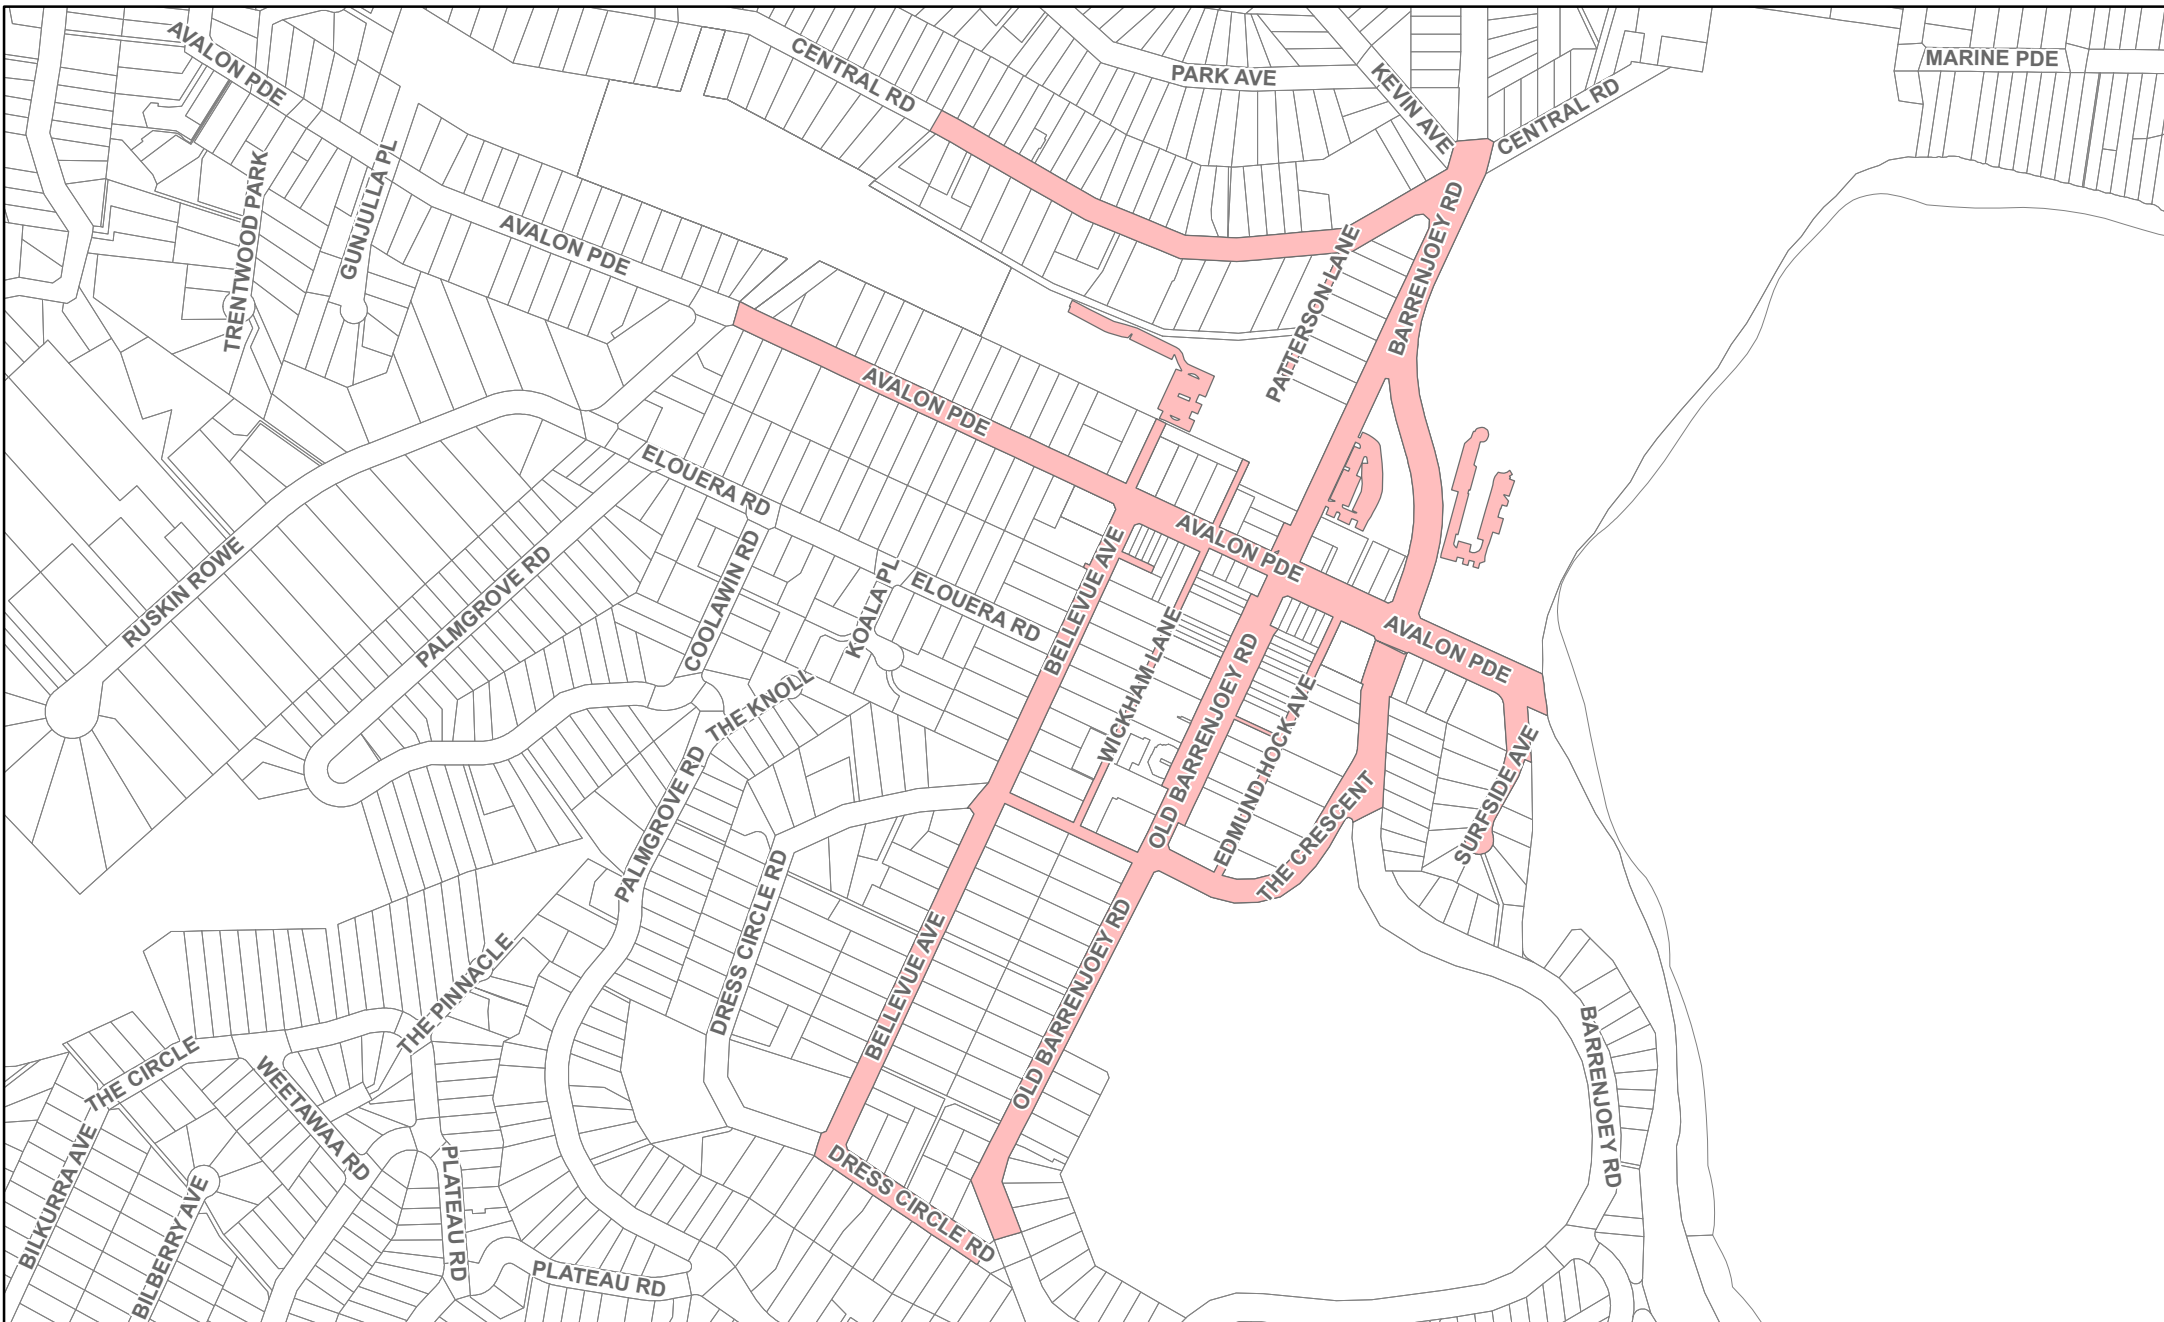 AVALON PDE
CENTRAL RD
PARK AVE
KEVIN AVE
CENTRAL RD
MARINE PDE
TRENTWOOD PARK
GUNJULLA PL
AVALON PDE
PATTERSON LANE
BARRENJOEY RD
BARRENJOEY RD
AVALON PDE
ELOUERA RD
RUSKIN ROWE
PALMGROVE RD
COOLAWIN RD
KOALA PL
ELOUERA RD
BELLEVUE AVE
AVALON PDE
AVALON PDE
WICKHAM LANE
OLD BARRENJOEY RD
EDMUND HOCK AVE
THE CRESCENT
SURFSIDE AVE
THE KNOLL
PALMGROVE RD
DRESS CIRCLE RD
BELLEVUE AVE
OLD BARRENJOEY RD
THE PINNACLE
THE CIRCLE
WEETAWAA RD
BILKURRA AVE
BILBERRY AVE
PLATEAU RD
PLATEAU RD
DRESS CIRCLE RD
BARRENJOEY RD